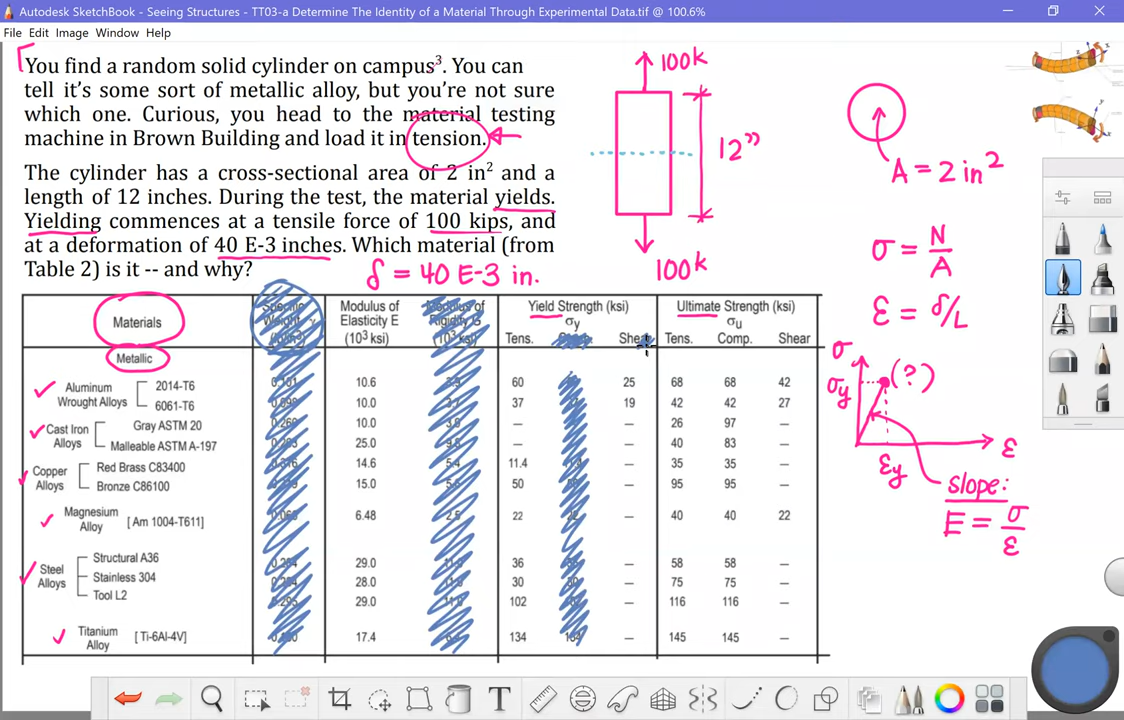 Autodesk SketchBook - Seeing Structures - TT03-a Determine The Identity of a Material Through Experimental Data.tif @ 100.6%
File Edit Image Window Help
You find a random solid cylinder on campus³. You can
tell it's some sort of metallic alloy, but you're not sure
which one. Curious, you head to the material testing
machine in Brown Building and load it in tension.
The cylinder has a cross-sectional area of 2 in² and a
length of 12 inches. During the test, the material yields.
Yielding commences at a tensile force of 100 kips, and
at a deformation of 40 E-3 inches. Which material (from
Table 2) is it -- and why?
δ = 40 E-3 in.
100k
12"
100k
A = 2 in²
σ = N/A
ε = δ/L
σ
σy
(?)
ε
εy
slope:
E = σ/ε
Materials
Modulus of Elasticity E (10³ ksi)
Yield Strength (ksi)
σy
Tens. Shear
Ultimate Strength (ksi)
σu
Tens. Comp. Shear
Metallic
Aluminum Wrought Alloys
2014-T6 10.6 60 25 68 68 42
6061-T6 10.0 37 19 42 42 27
Cast Iron Alloys
Gray ASTM 20 10.0 – – 26 97 –
Malleable ASTM A-197 25.0 – – 40 83 –
Copper Alloys
Red Brass C83400 14.6 11.4 – 35 35 –
Bronze C86100 15.0 50 – 95 95 –
Magnesium Alloy
[Am 1004-T611] 6.48 22 – 40 40 22
Steel Alloys
Structural A36 29.0 36 – 58 58 –
Stainless 304 28.0 30 – 75 75 –
Tool L2 29.0 102 – 116 116 –
Titanium Alloy
[Ti-6Al-4V] 17.4 134 – 145 145 –